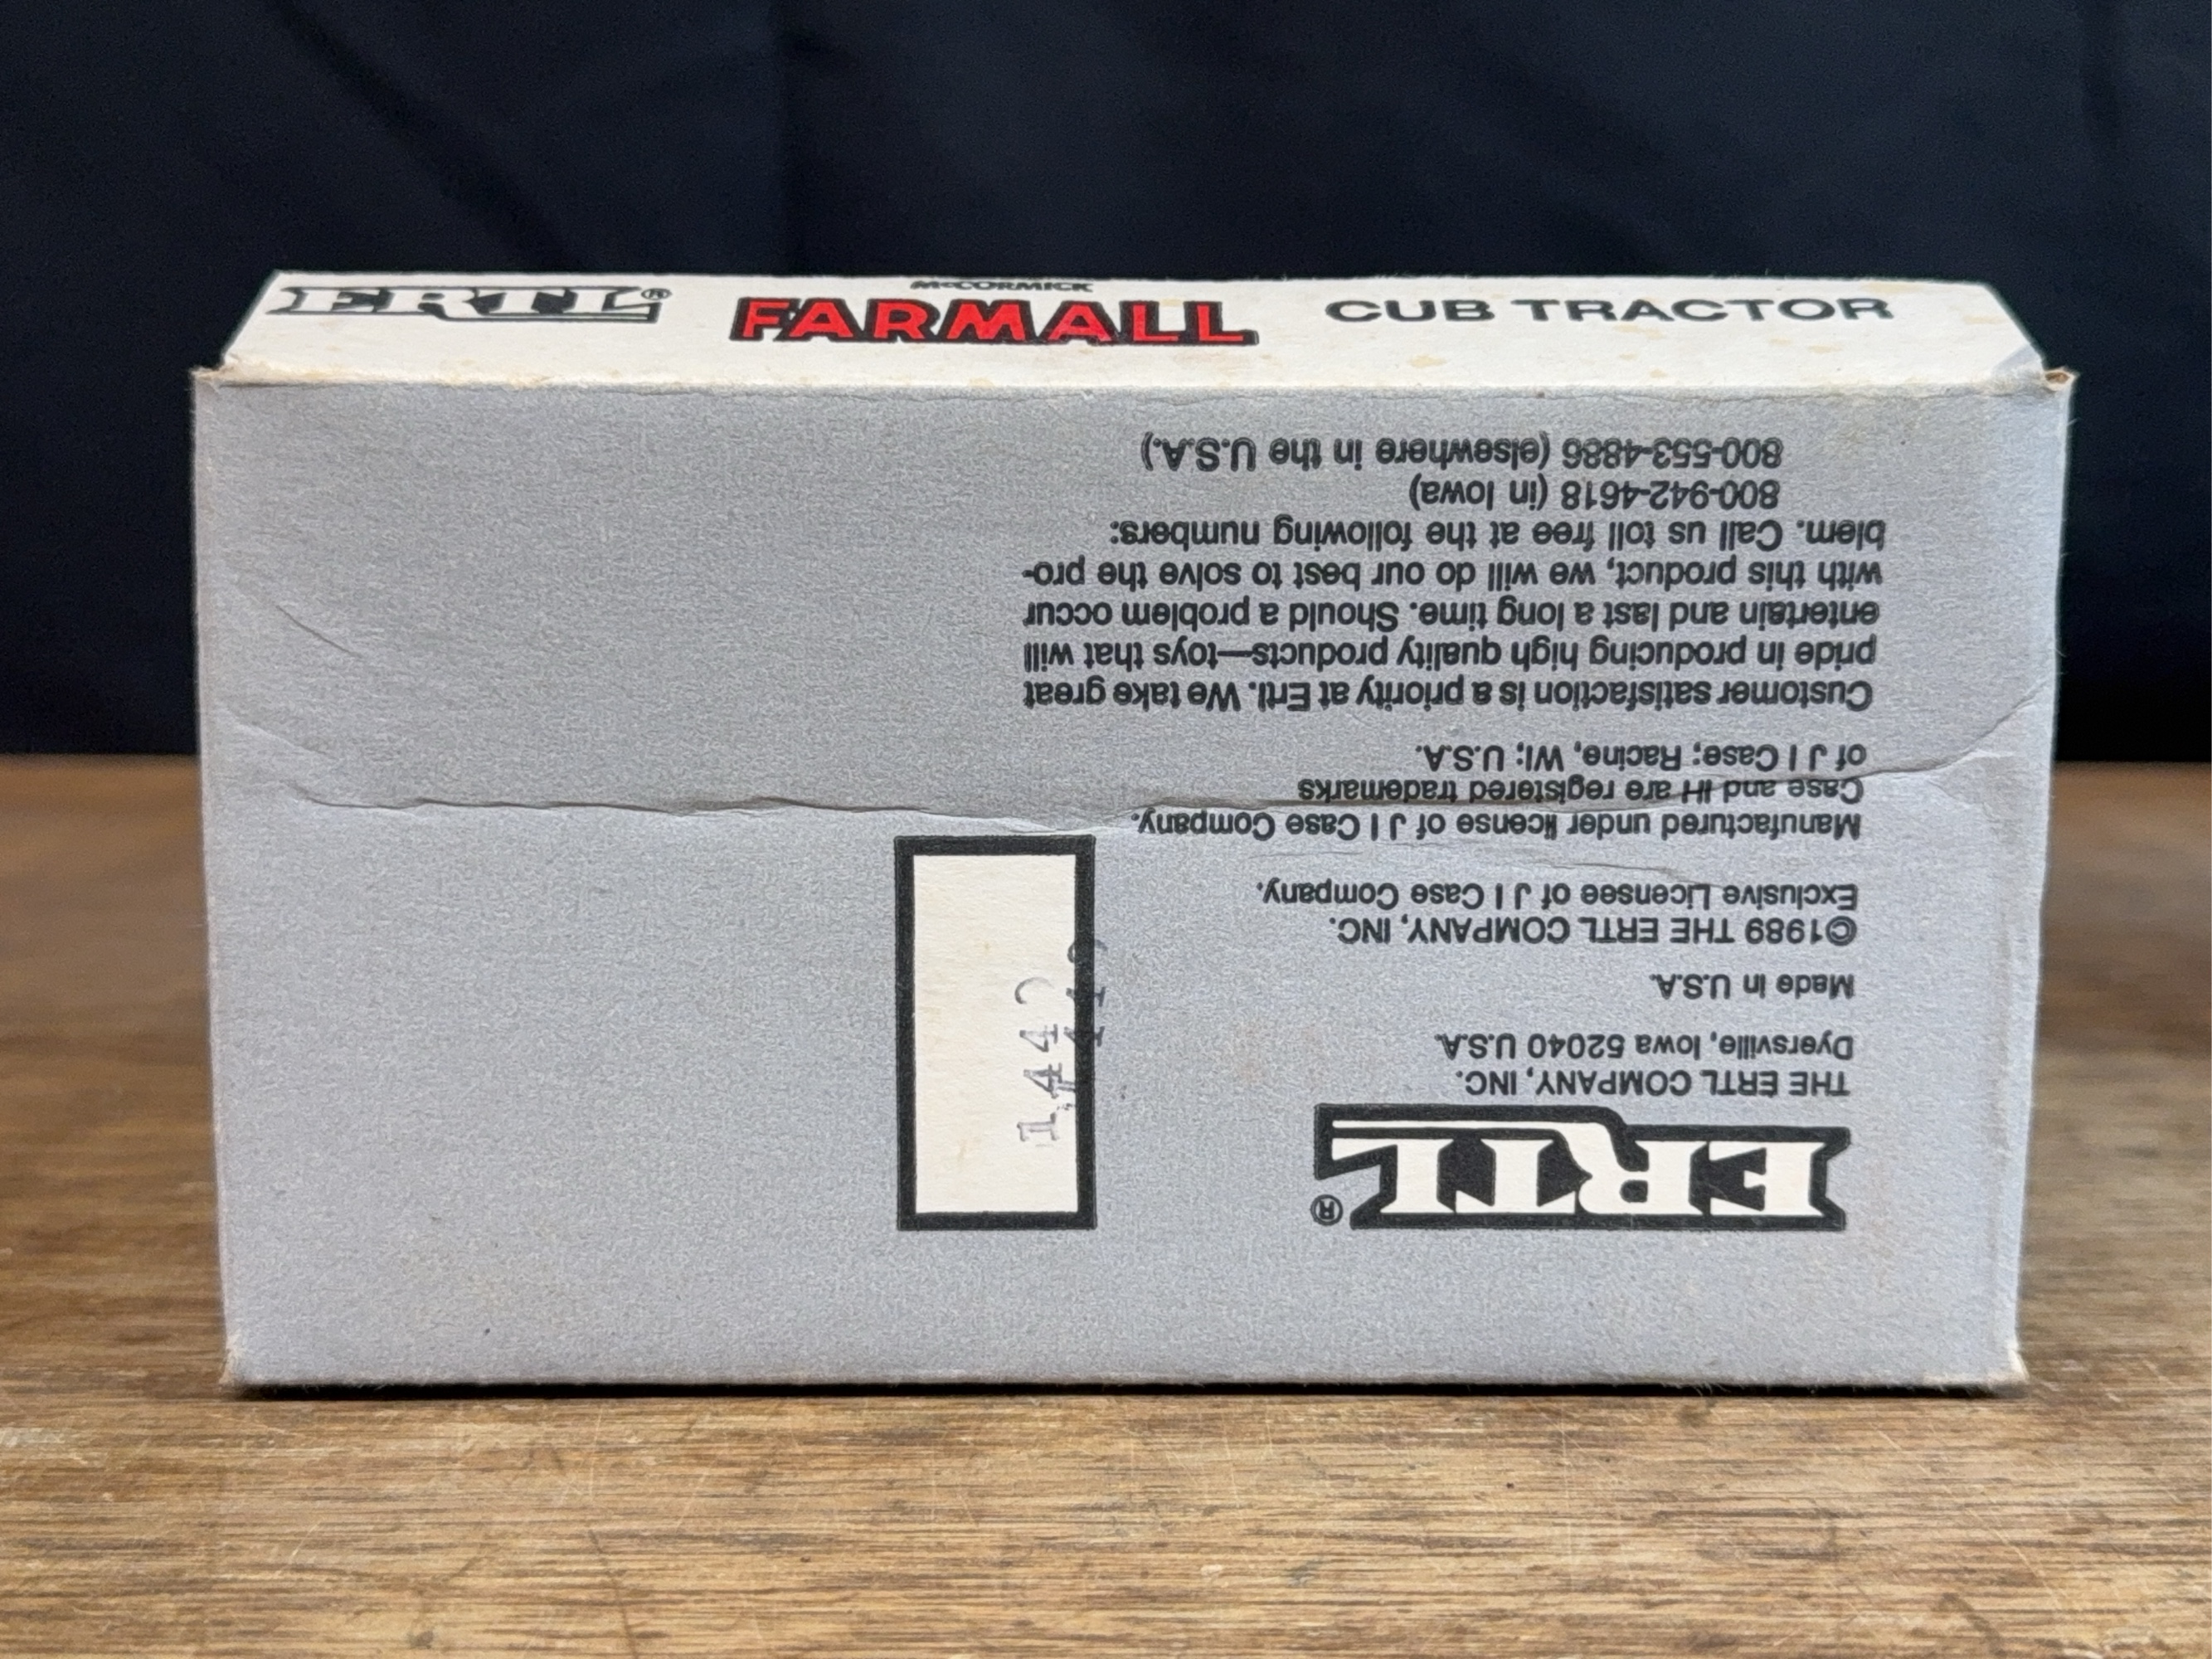 ERTL®
McCORMICK
FARMALL
CUB TRACTOR
ERTL®
THE ERTL COMPANY, INC.
Dyersville, Iowa 52040 U.S.A.
Made in U.S.A.
©1989 THE ERTL COMPANY, INC.
Exclusive Licensee of J I Case Company.
Manufactured under license of J I Case Company.
Case and IH are registered trademarks
of J I Case; Racine, WI; U.S.A.
Customer satisfaction is a priority at Ertl. We take great
pride in producing high quality products—toys that will
entertain and last a long time. Should a problem occur
with this product, we will do our best to solve the pro-
blem. Call us toll free at the following numbers:
800-942-4618 (in Iowa)
800-553-4886 (elsewhere in the U.S.A.)